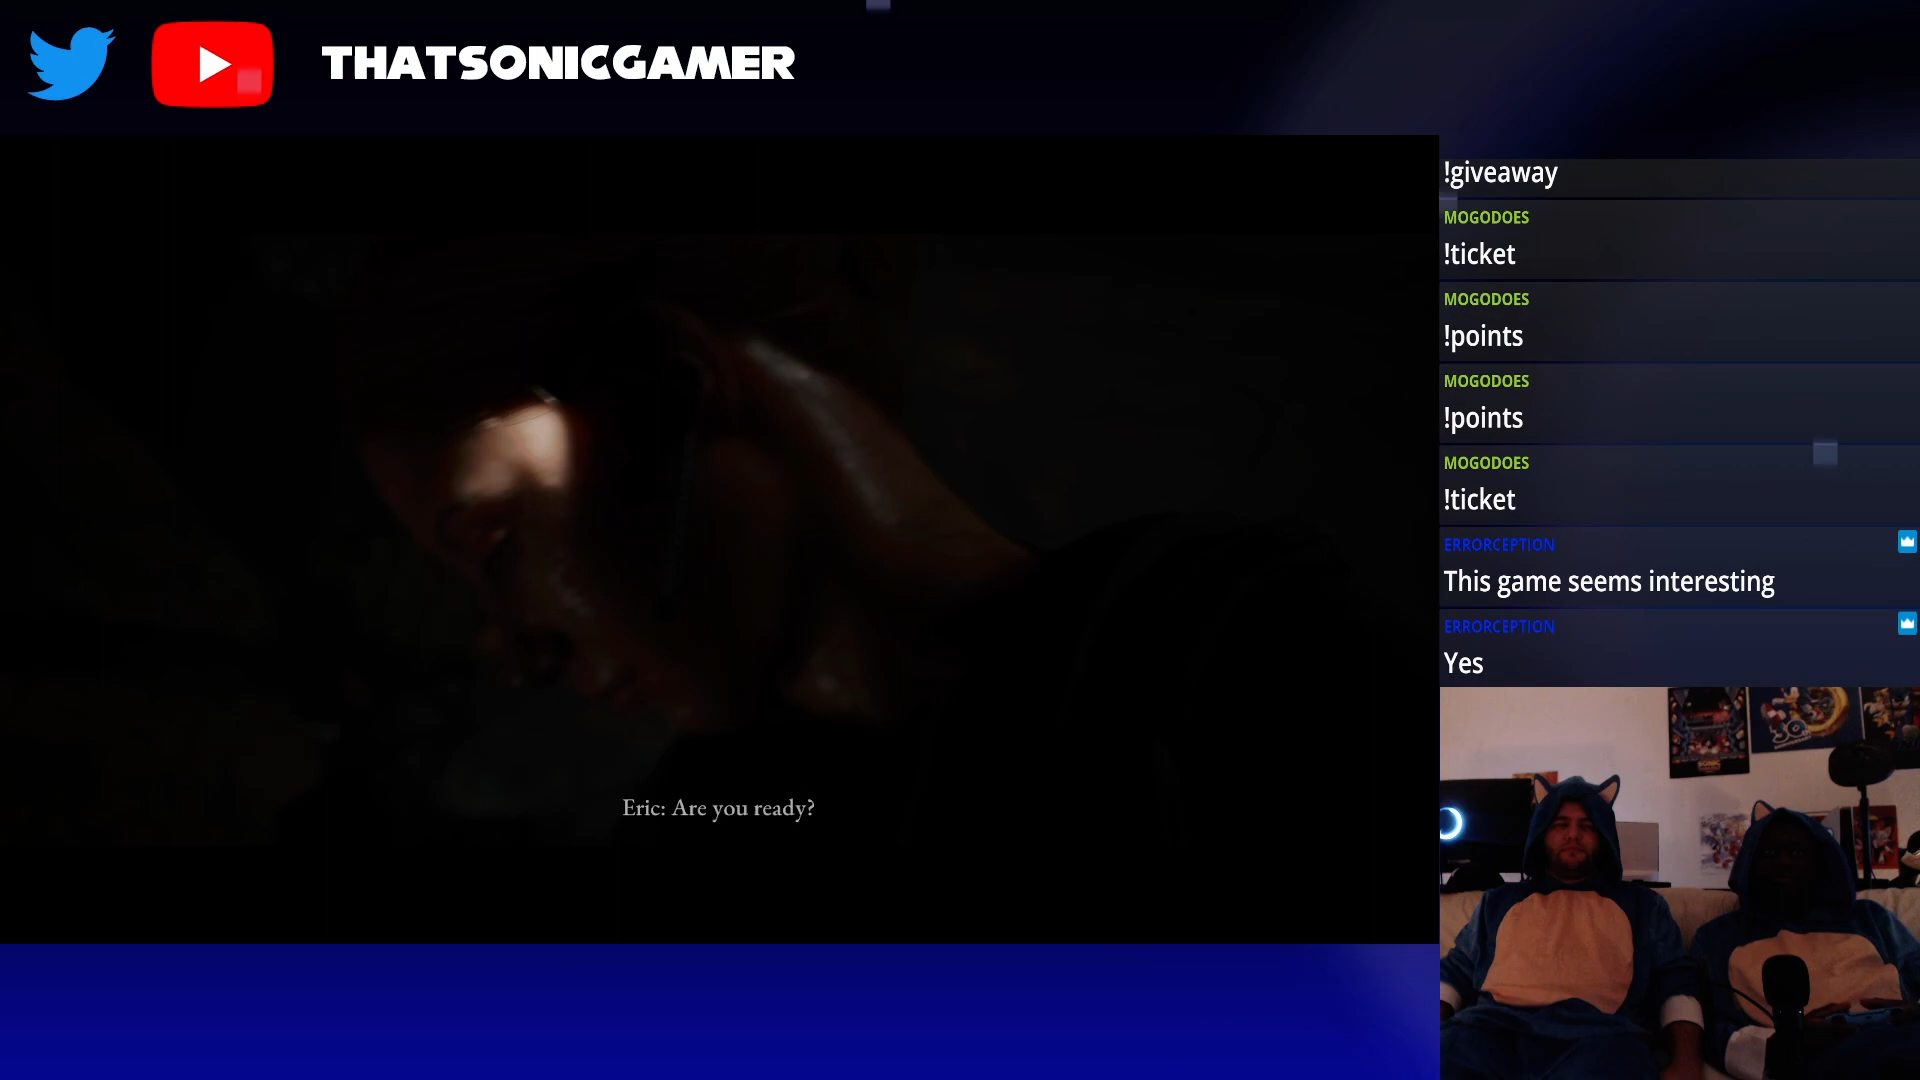 THATSONICGAMER
!giveaway
MOGODOES
!ticket
MOGODOES
!points
MOGODOES
!points
MOGODOES
!ticket
ERRORCEPTION
This game seems interesting
ERRORCEPTION
Yes
Eric: Are you ready?